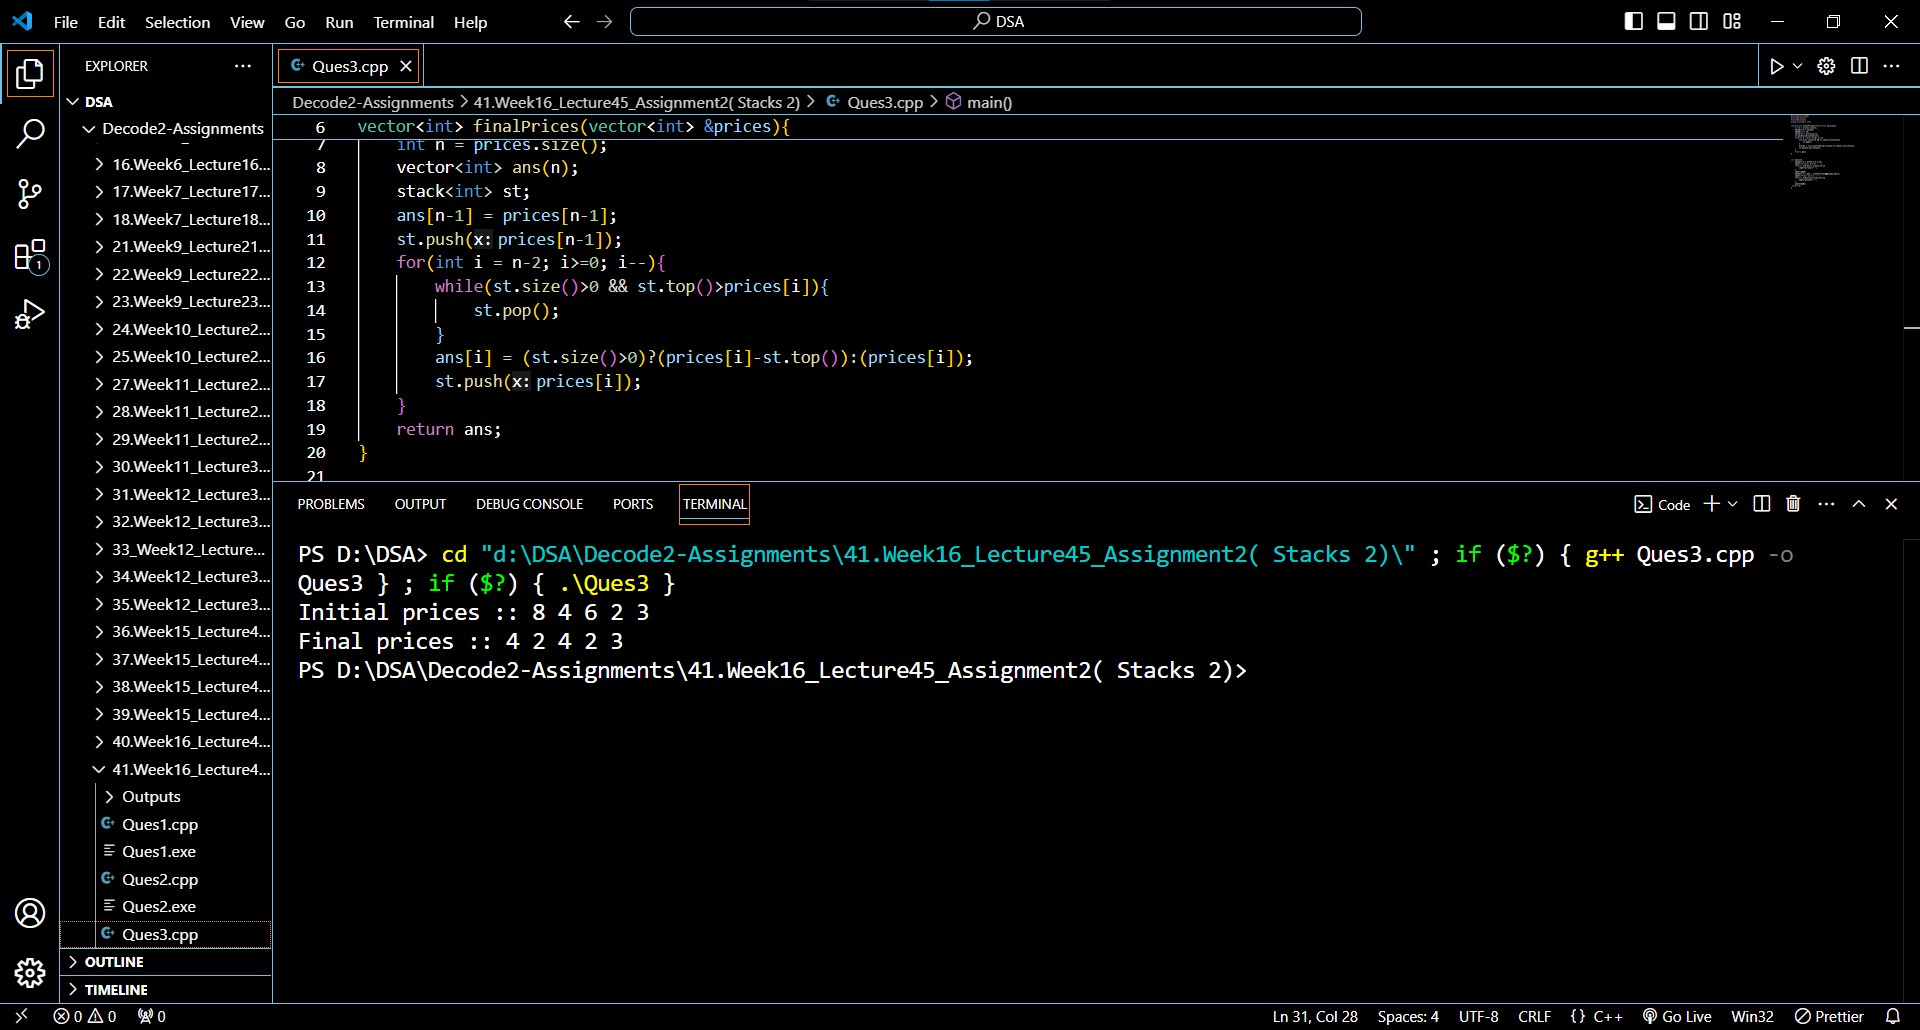 File Edit Selection View Go Run Terminal Help
DSA
EXPLORER
DSA
Decode2-Assignments
16.Week6_Lecture16...
17.Week7_Lecture17...
18.Week7_Lecture18...
21.Week9_Lecture21...
22.Week9_Lecture22...
23.Week9_Lecture23...
24.Week10_Lecture2...
25.Week10_Lecture2...
27.Week11_Lecture2...
28.Week11_Lecture2...
29.Week11_Lecture2...
30.Week11_Lecture3...
31.Week12_Lecture3...
32.Week12_Lecture3...
33_Week12_Lecture...
34.Week12_Lecture3...
35.Week12_Lecture3...
36.Week15_Lecture4...
37.Week15_Lecture4...
38.Week15_Lecture4...
39.Week15_Lecture4...
40.Week16_Lecture4...
41.Week16_Lecture4...
Outputs
Ques1.cpp
Ques1.exe
Ques2.cpp
Ques2.exe
Ques3.cpp
OUTLINE
TIMELINE
1
Ques3.cpp
Decode2-Assignments > 41.Week16_Lecture45_Assignment2( Stacks 2) > Ques3.cpp > main()
6 vector<int> finalPrices(vector<int> &prices){
7 int n = prices.size();
8 vector<int> ans(n);
9 stack<int> st;
10 ans[n-1] = prices[n-1];
11 st.push(x: prices[n-1]);
12 for(int i = n-2; i>=0; i--){
13 while(st.size()>0 && st.top()>prices[i]){
14 st.pop();
15 }
16 ans[i] = (st.size()>0)?(prices[i]-st.top()):(prices[i]);
17 st.push(x: prices[i]);
18 }
19 return ans;
20 }
21
PROBLEMS OUTPUT DEBUG CONSOLE PORTS TERMINAL
Code
PS D:\DSA> cd "d:\DSA\Decode2-Assignments\41.Week16_Lecture45_Assignment2( Stacks 2)\" ; if ($?) { g++ Ques3.cpp -o
Ques3 } ; if ($?) { .\Ques3 }
Initial prices :: 8 4 6 2 3
Final prices :: 4 2 4 2 3
PS D:\DSA\Decode2-Assignments\41.Week16_Lecture45_Assignment2( Stacks 2)>
0 0 0
Ln 31, Col 28 Spaces: 4 UTF-8 CRLF {} C++ Go Live Win32 Prettier